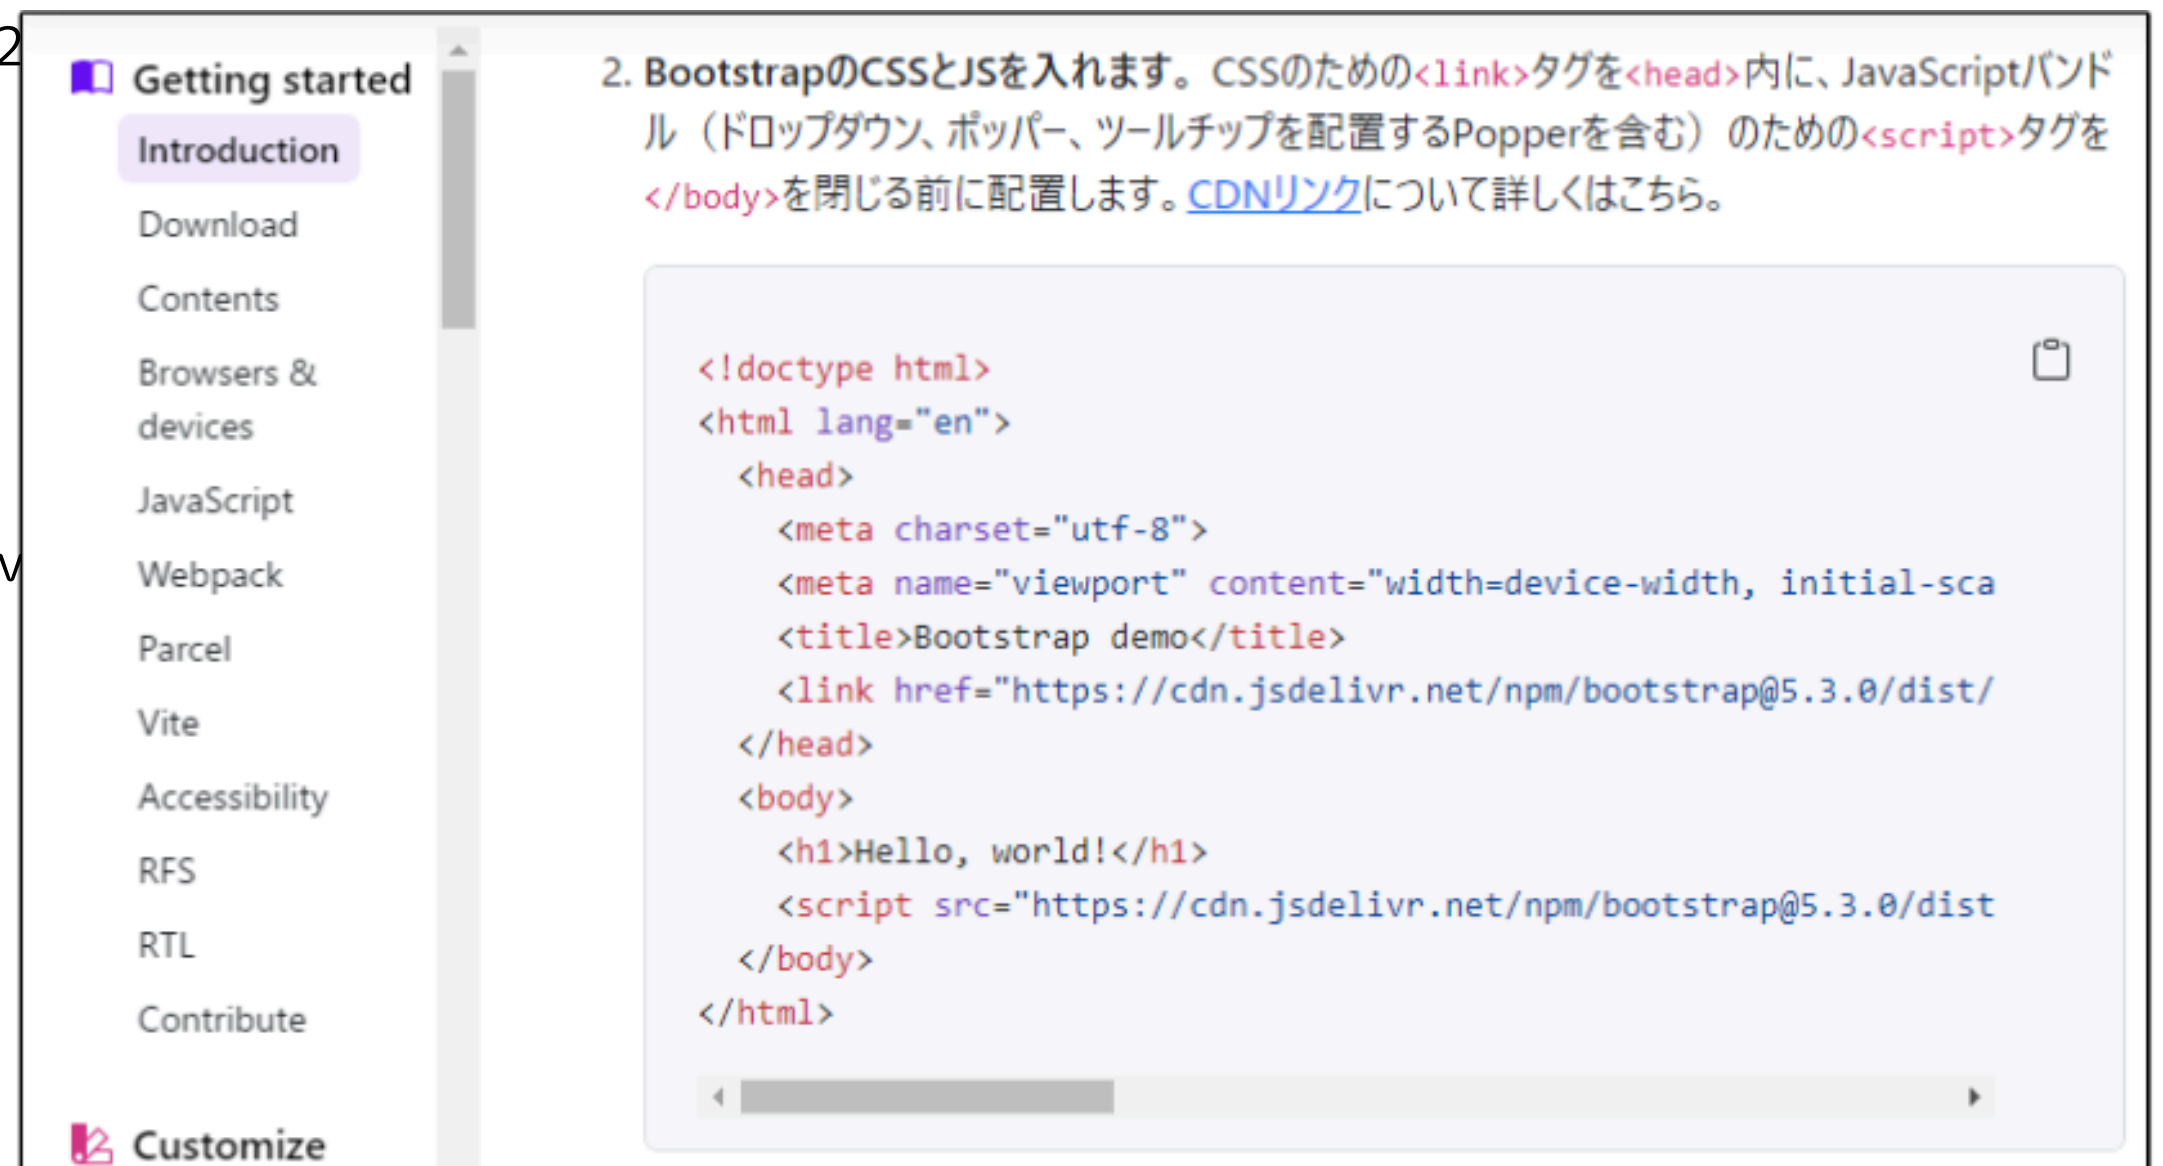 2
Getting started
Introduction
Download
Contents
Browsers &
devices
JavaScript
Webpack
Parcel
Vite
Accessibility
RFS
RTL
Contribute
Customize
2. BootstrapのCSSとJSを入れます。CSSのための<link>タグを<head>内に、JavaScriptバンド
ル（ドロップダウン、ポッパー、ツールチップを配置するPopperを含む）のための<script>タグを
</body>を閉じる前に配置します。CDNリンクについて詳しくはこちら。
<!doctype html>
<html lang="en">
<head>
<meta charset="utf-8">
<meta name="viewport" content="width=device-width, initial-sca
<title>Bootstrap demo</title>
<link href="https://cdn.jsdelivr.net/npm/bootstrap@5.3.0/dist/
</head>
<body>
<h1>Hello, world!</h1>
<script src="https://cdn.jsdelivr.net/npm/bootstrap@5.3.0/dist
</body>
</html>